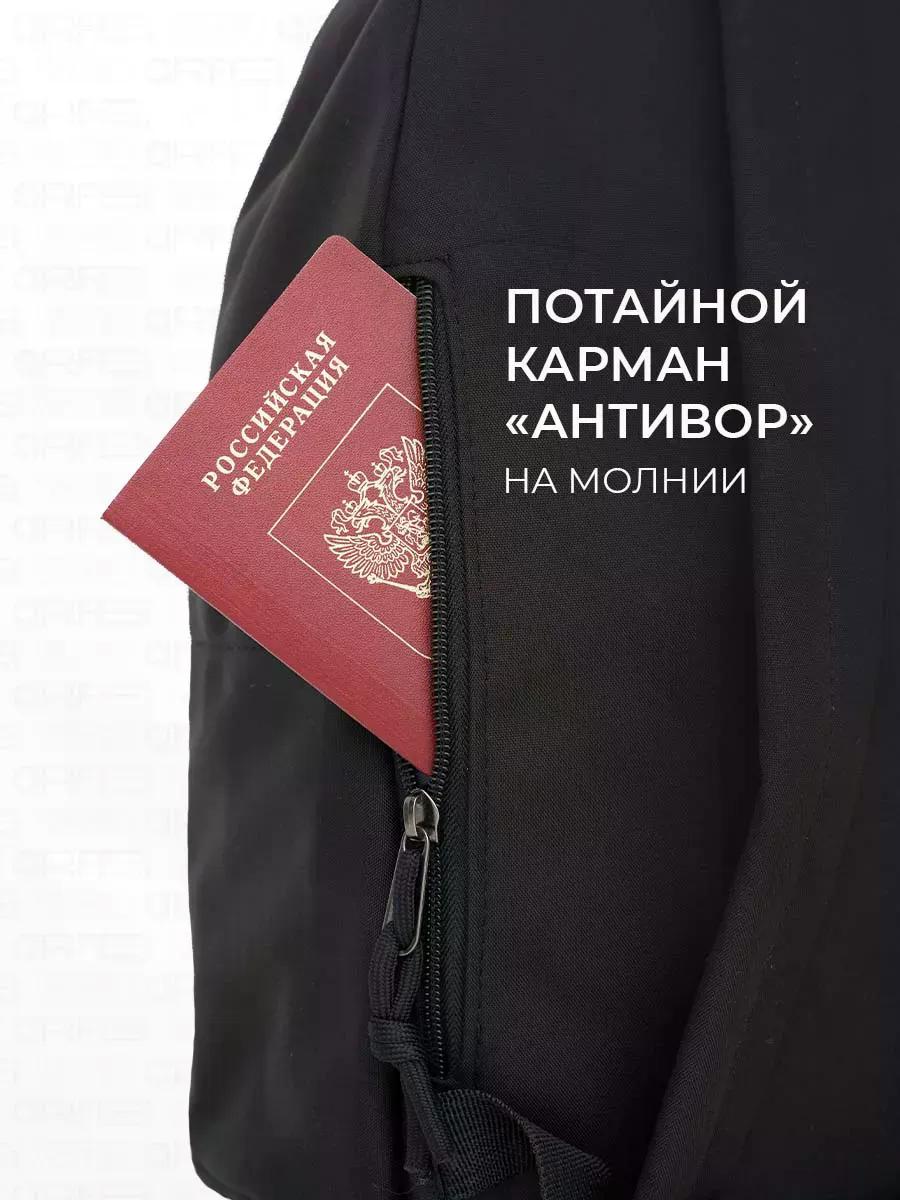 РОССИЙСКАЯ
ФЕДЕРАЦИЯ
ПОТАЙНОЙ
КАРМАН
«АНТИВОР»
НА МОЛНИИ